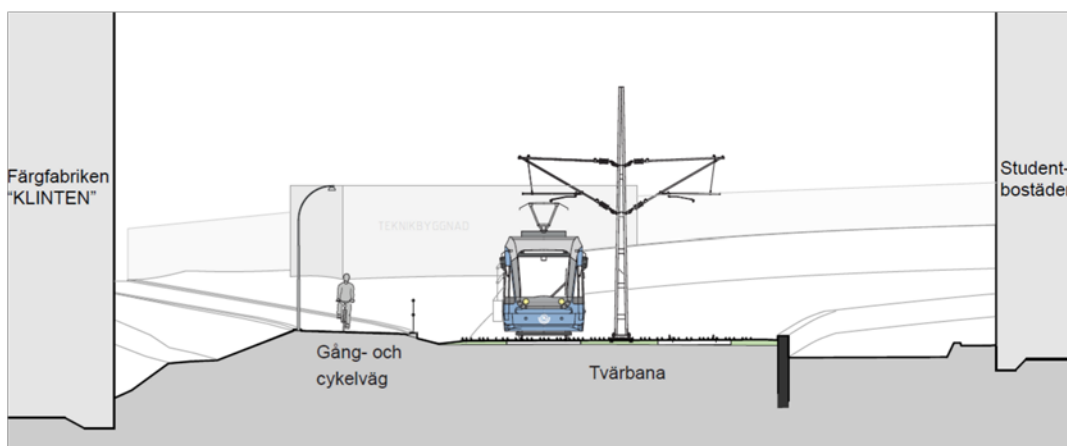 Färgfabriken
"KLINTEN"
TEKNIKBYGGNAD
Student-
bostäder
Gång- och
cykelväg
Tvärbana